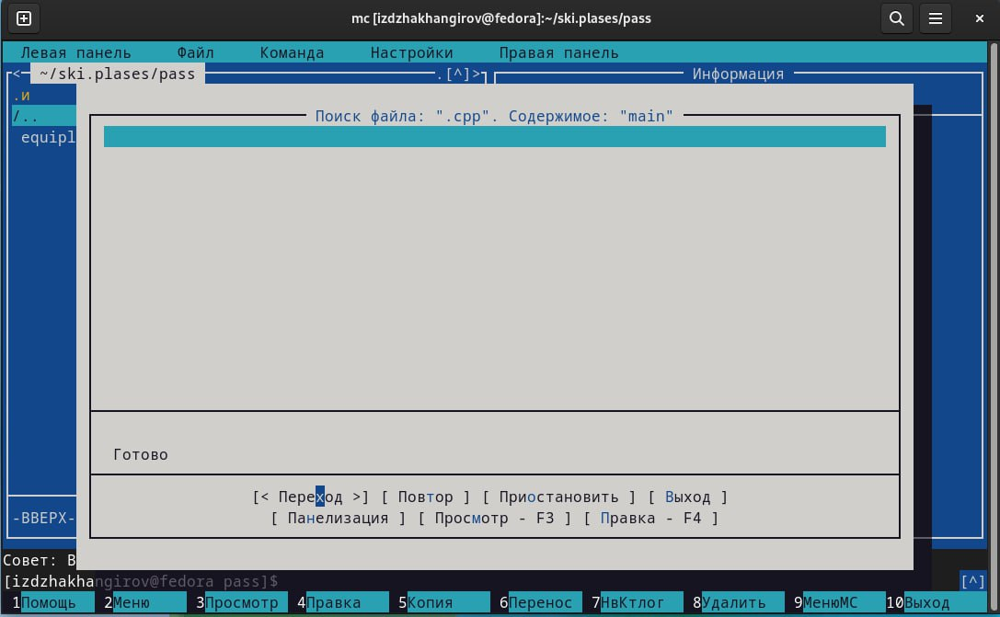 mc [izdzhakhangirov@fedora]:~/ski.plases/pass
Левая панель Файл Команда Настройки Правая панель
<─ ~/ski.plases/pass .[^]> Информация
.и
/..
equipl
Поиск файла: ".cpp". Содержимое: "main"
Готово
[< Переход >] [ Повтор ] [ Приостановить ] [ Выход ]
[ Панелизация ] [ Просмотр - F3 ] [ Правка - F4 ]
-ВВЕРХ-
Совет: В
[izdzhakhangirov@fedora pass]$ [^]
1Помощь 2Меню 3Просмотр 4Правка 5Копия 6Перенос 7НвКтлог 8Удалить 9МенюМС 10Выход